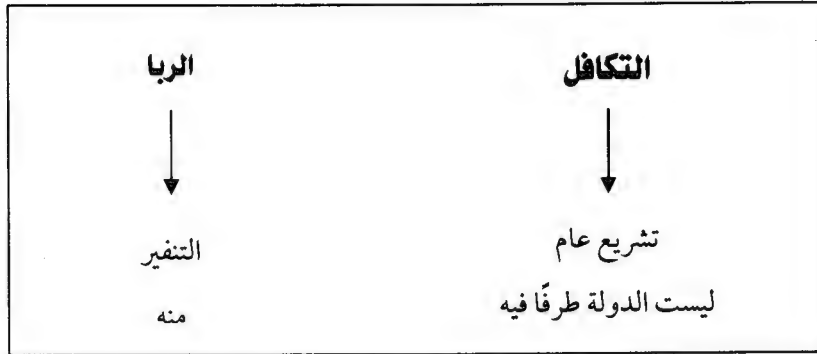 التكافل
الربا
تشريع عام
التنفير
ليست الدولة طرفًا فيه
منه